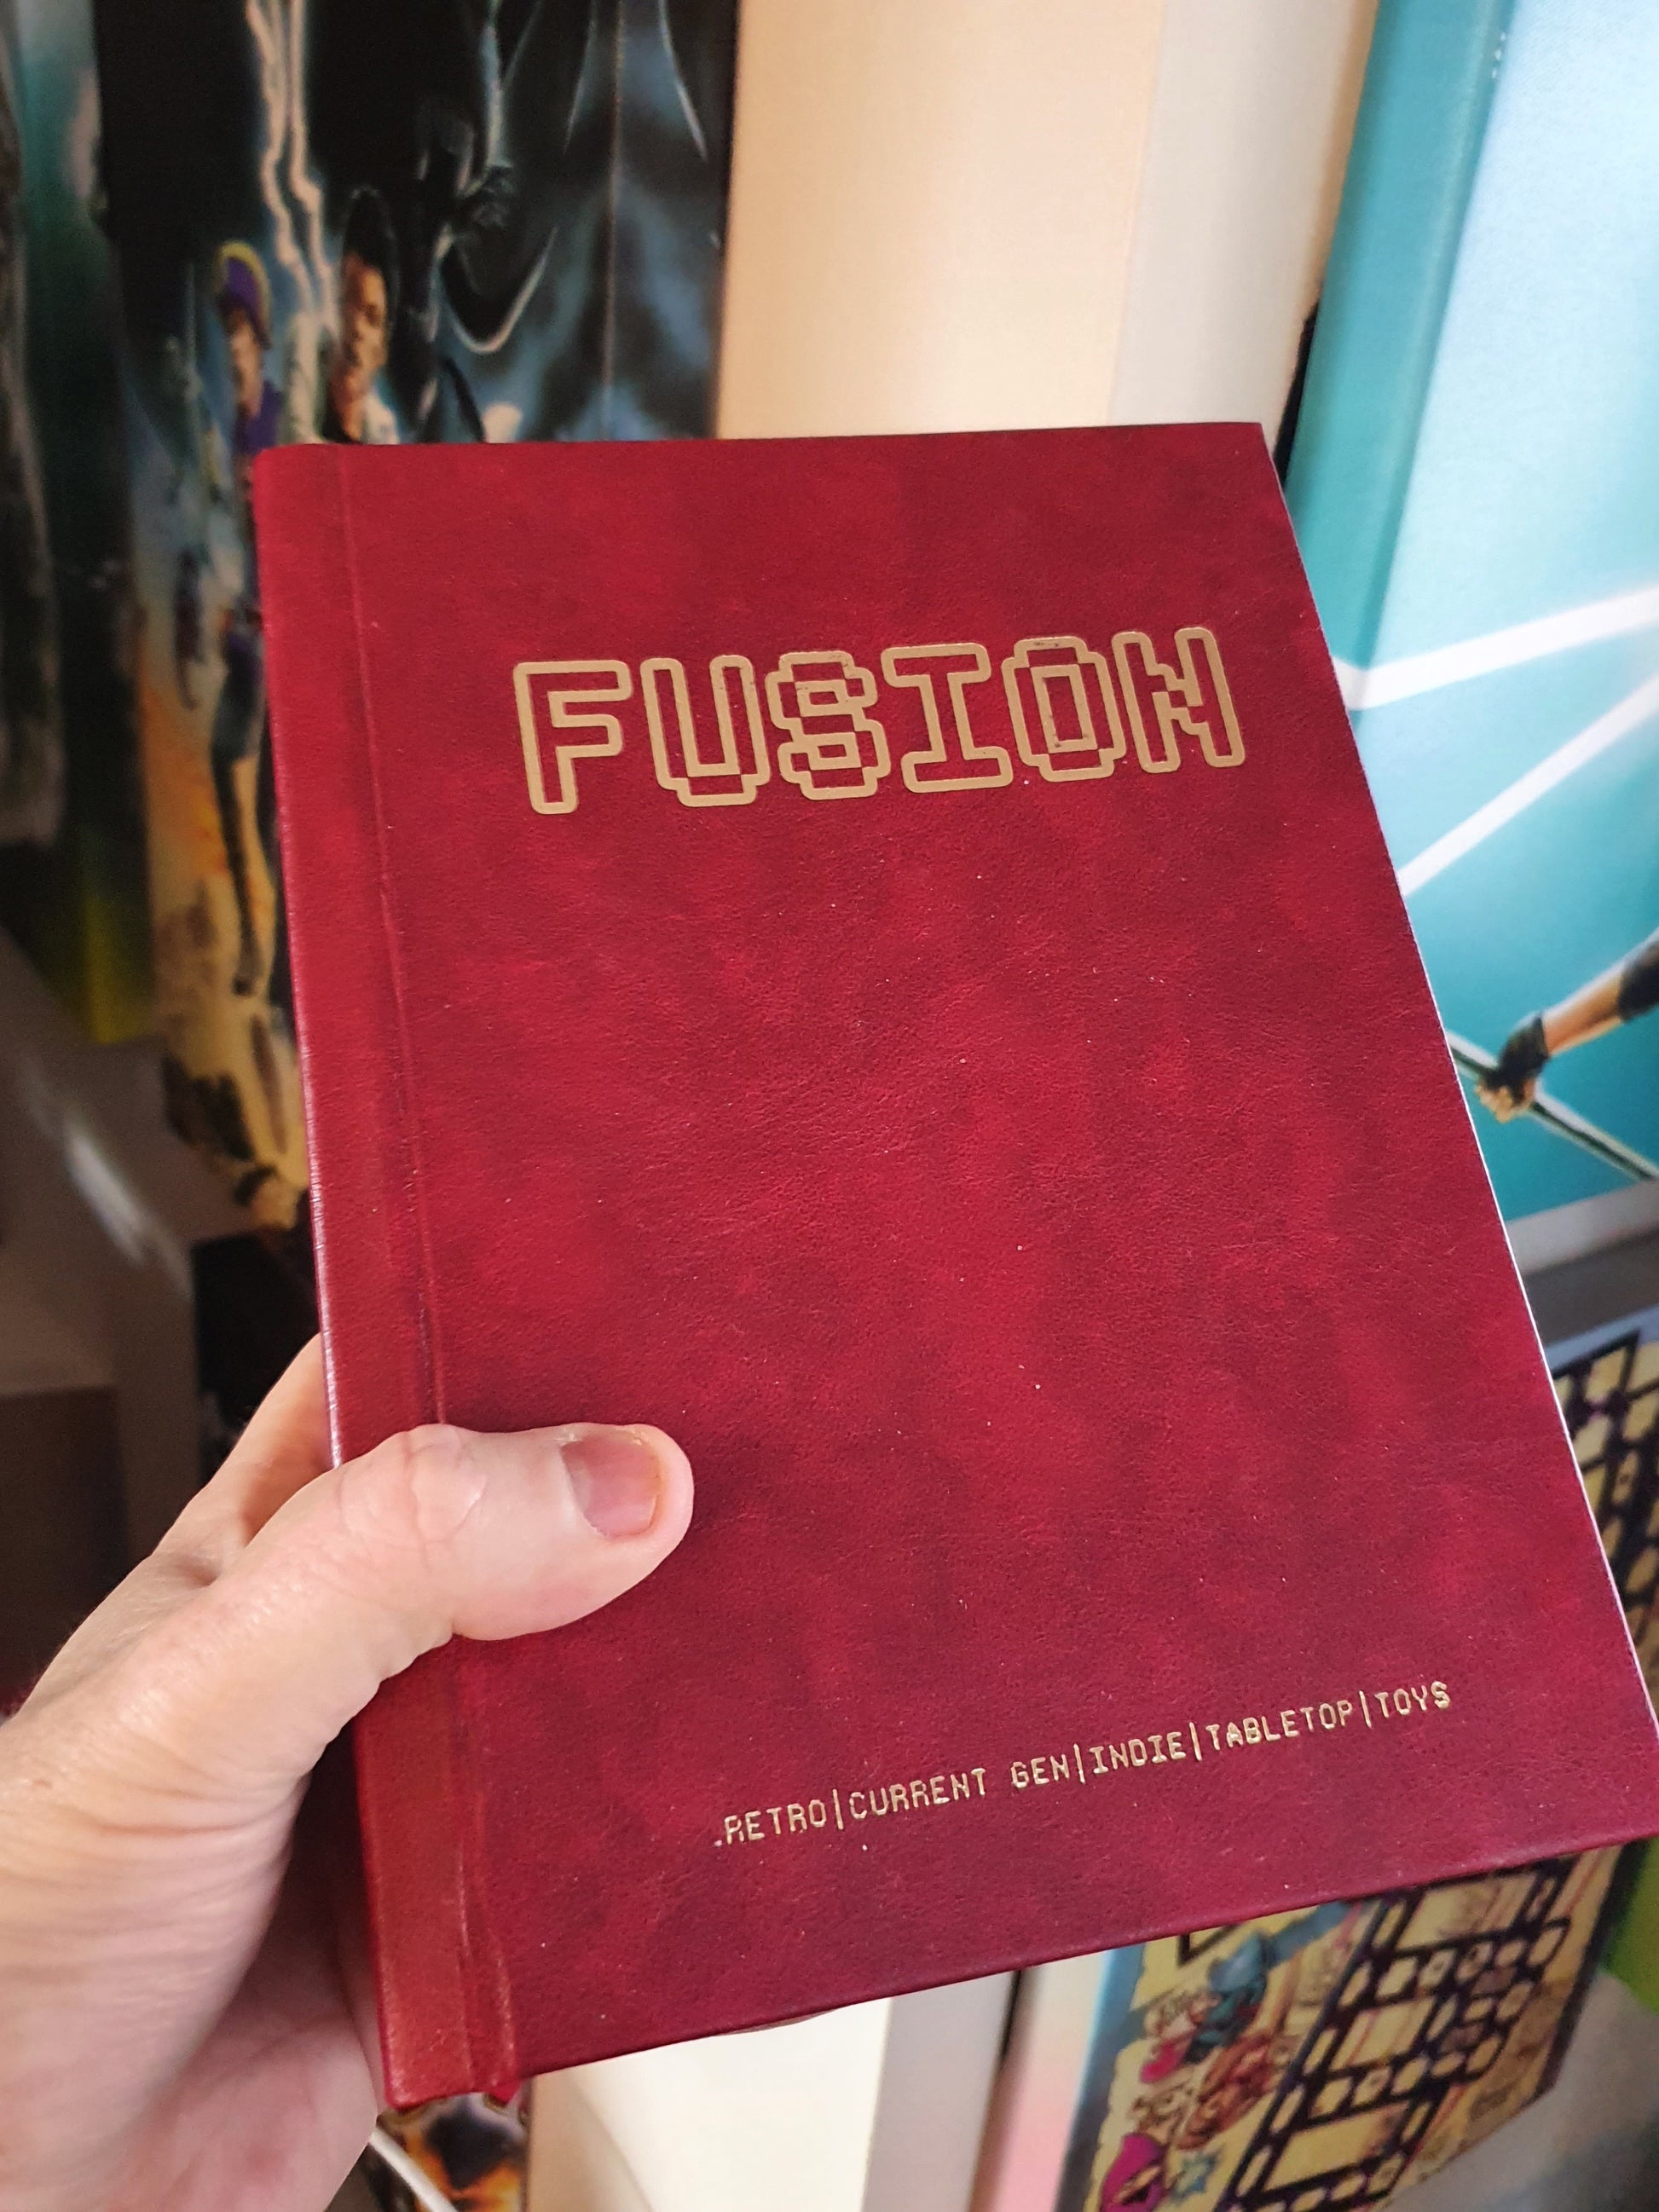 FUSION
.RETRO|CURRENT GEN|INDIE|TABLETOP|TOYS